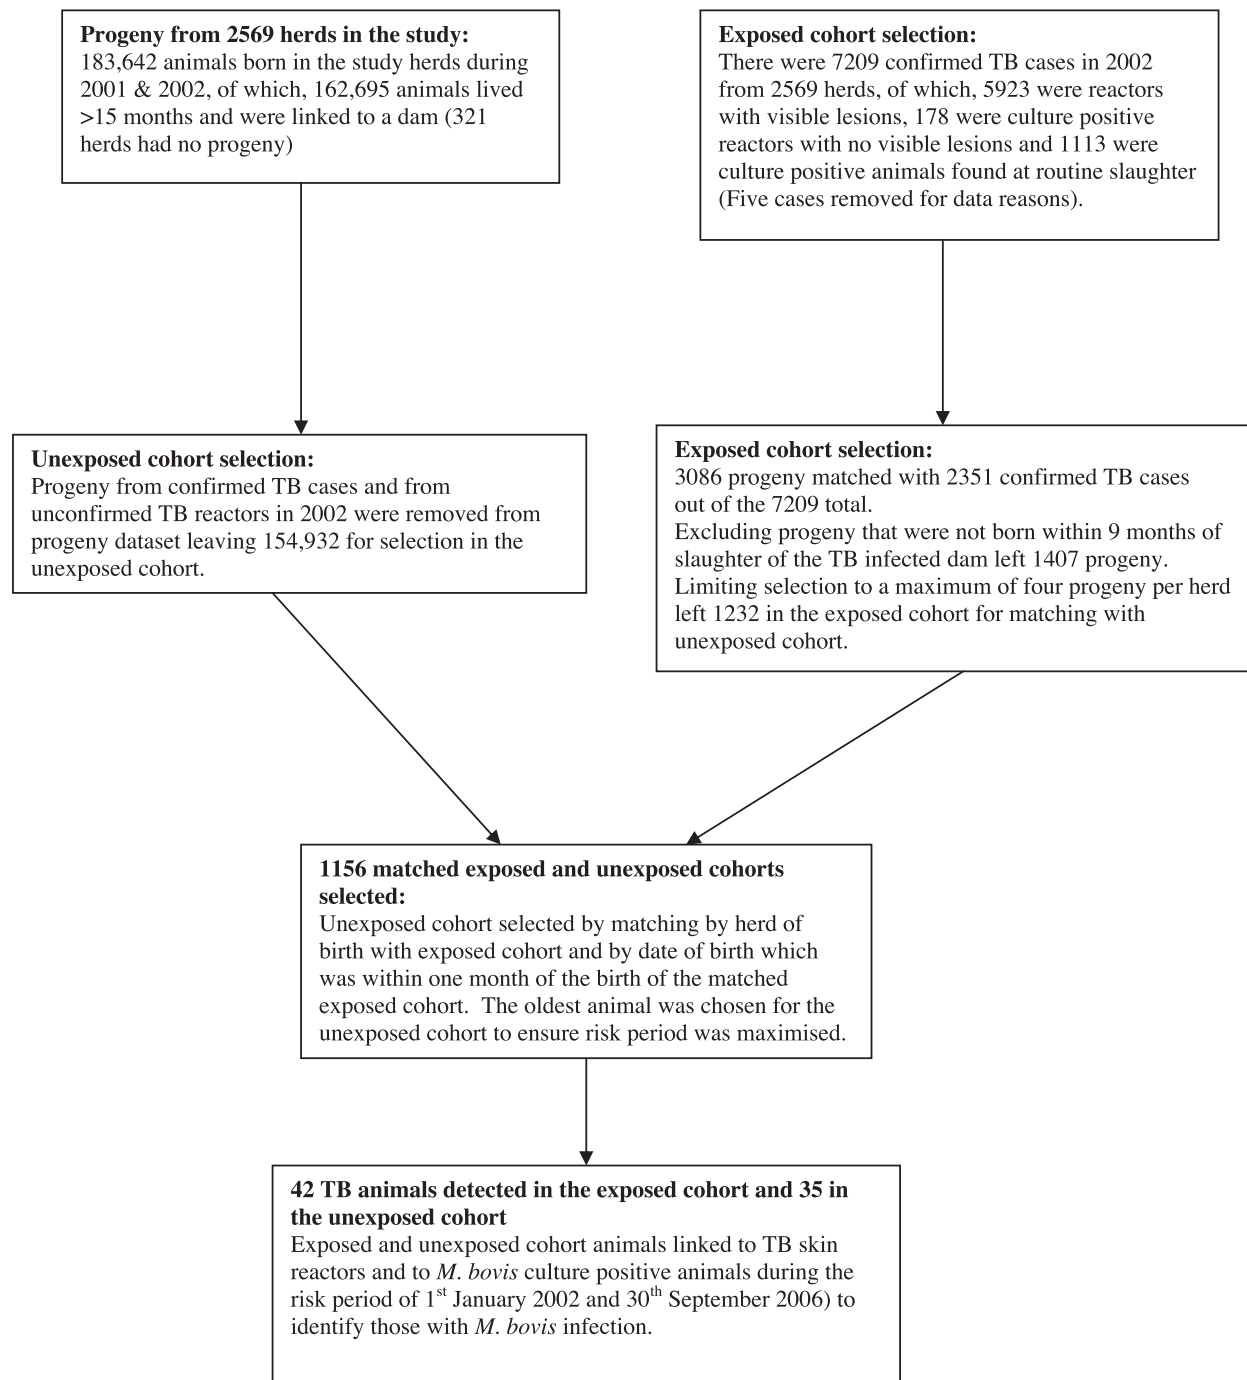 Progeny from 2569 herds in the study:
183,642 animals born in the study herds during
2001 & 2002, of which, 162,695 animals lived
>15 months and were linked to a dam (321
herds had no progeny)
Exposed cohort selection:
There were 7209 confirmed TB cases in 2002
from 2569 herds, of which, 5923 were reactors
with visible lesions, 178 were culture positive
reactors with no visible lesions and 1113 were
culture positive animals found at routine slaughter
(Five cases removed for data reasons).
Unexposed cohort selection:
Progeny from confirmed TB cases and from
unconfirmed TB reactors in 2002 were removed from
progeny dataset leaving 154,932 for selection in the
unexposed cohort.
Exposed cohort selection:
3086 progeny matched with 2351 confirmed TB cases
out of the 7209 total.
Excluding progeny that were not born within 9 months of
slaughter of the TB infected dam left 1407 progeny.
Limiting selection to a maximum of four progeny per herd
left 1232 in the exposed cohort for matching with
unexposed cohort.
1156 matched exposed and unexposed cohorts
selected:
Unexposed cohort selected by matching by herd of
birth with exposed cohort and by date of birth which
was within one month of the birth of the matched
exposed cohort.  The oldest animal was chosen for the
unexposed cohort to ensure risk period was maximised.
42 TB animals detected in the exposed cohort and 35 in
the unexposed cohort
Exposed and unexposed cohort animals linked to TB skin
reactors and to M. bovis culture positive animals during the
risk period of 1st January 2002 and 30th September 2006) to
identify those with M. bovis infection.